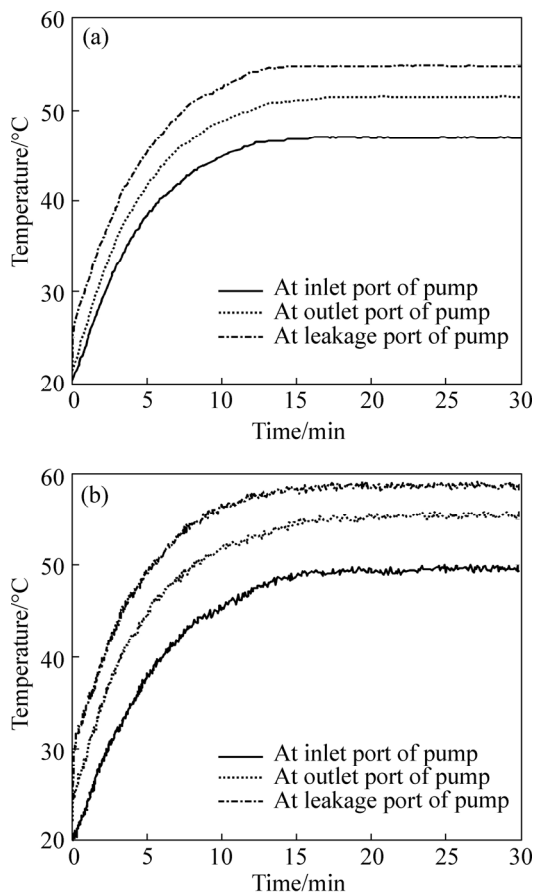 (a)
60
50
40
30
20
Temperature/°C
At inlet port of pump
At outlet port of pump
At leakage port of pump
0 5 10 15 20 25 30
Time/min
(b)
60
50
40
30
20
Temperature/°C
At inlet port of pump
At outlet port of pump
At leakage port of pump
0 5 10 15 20 25 30
Time/min